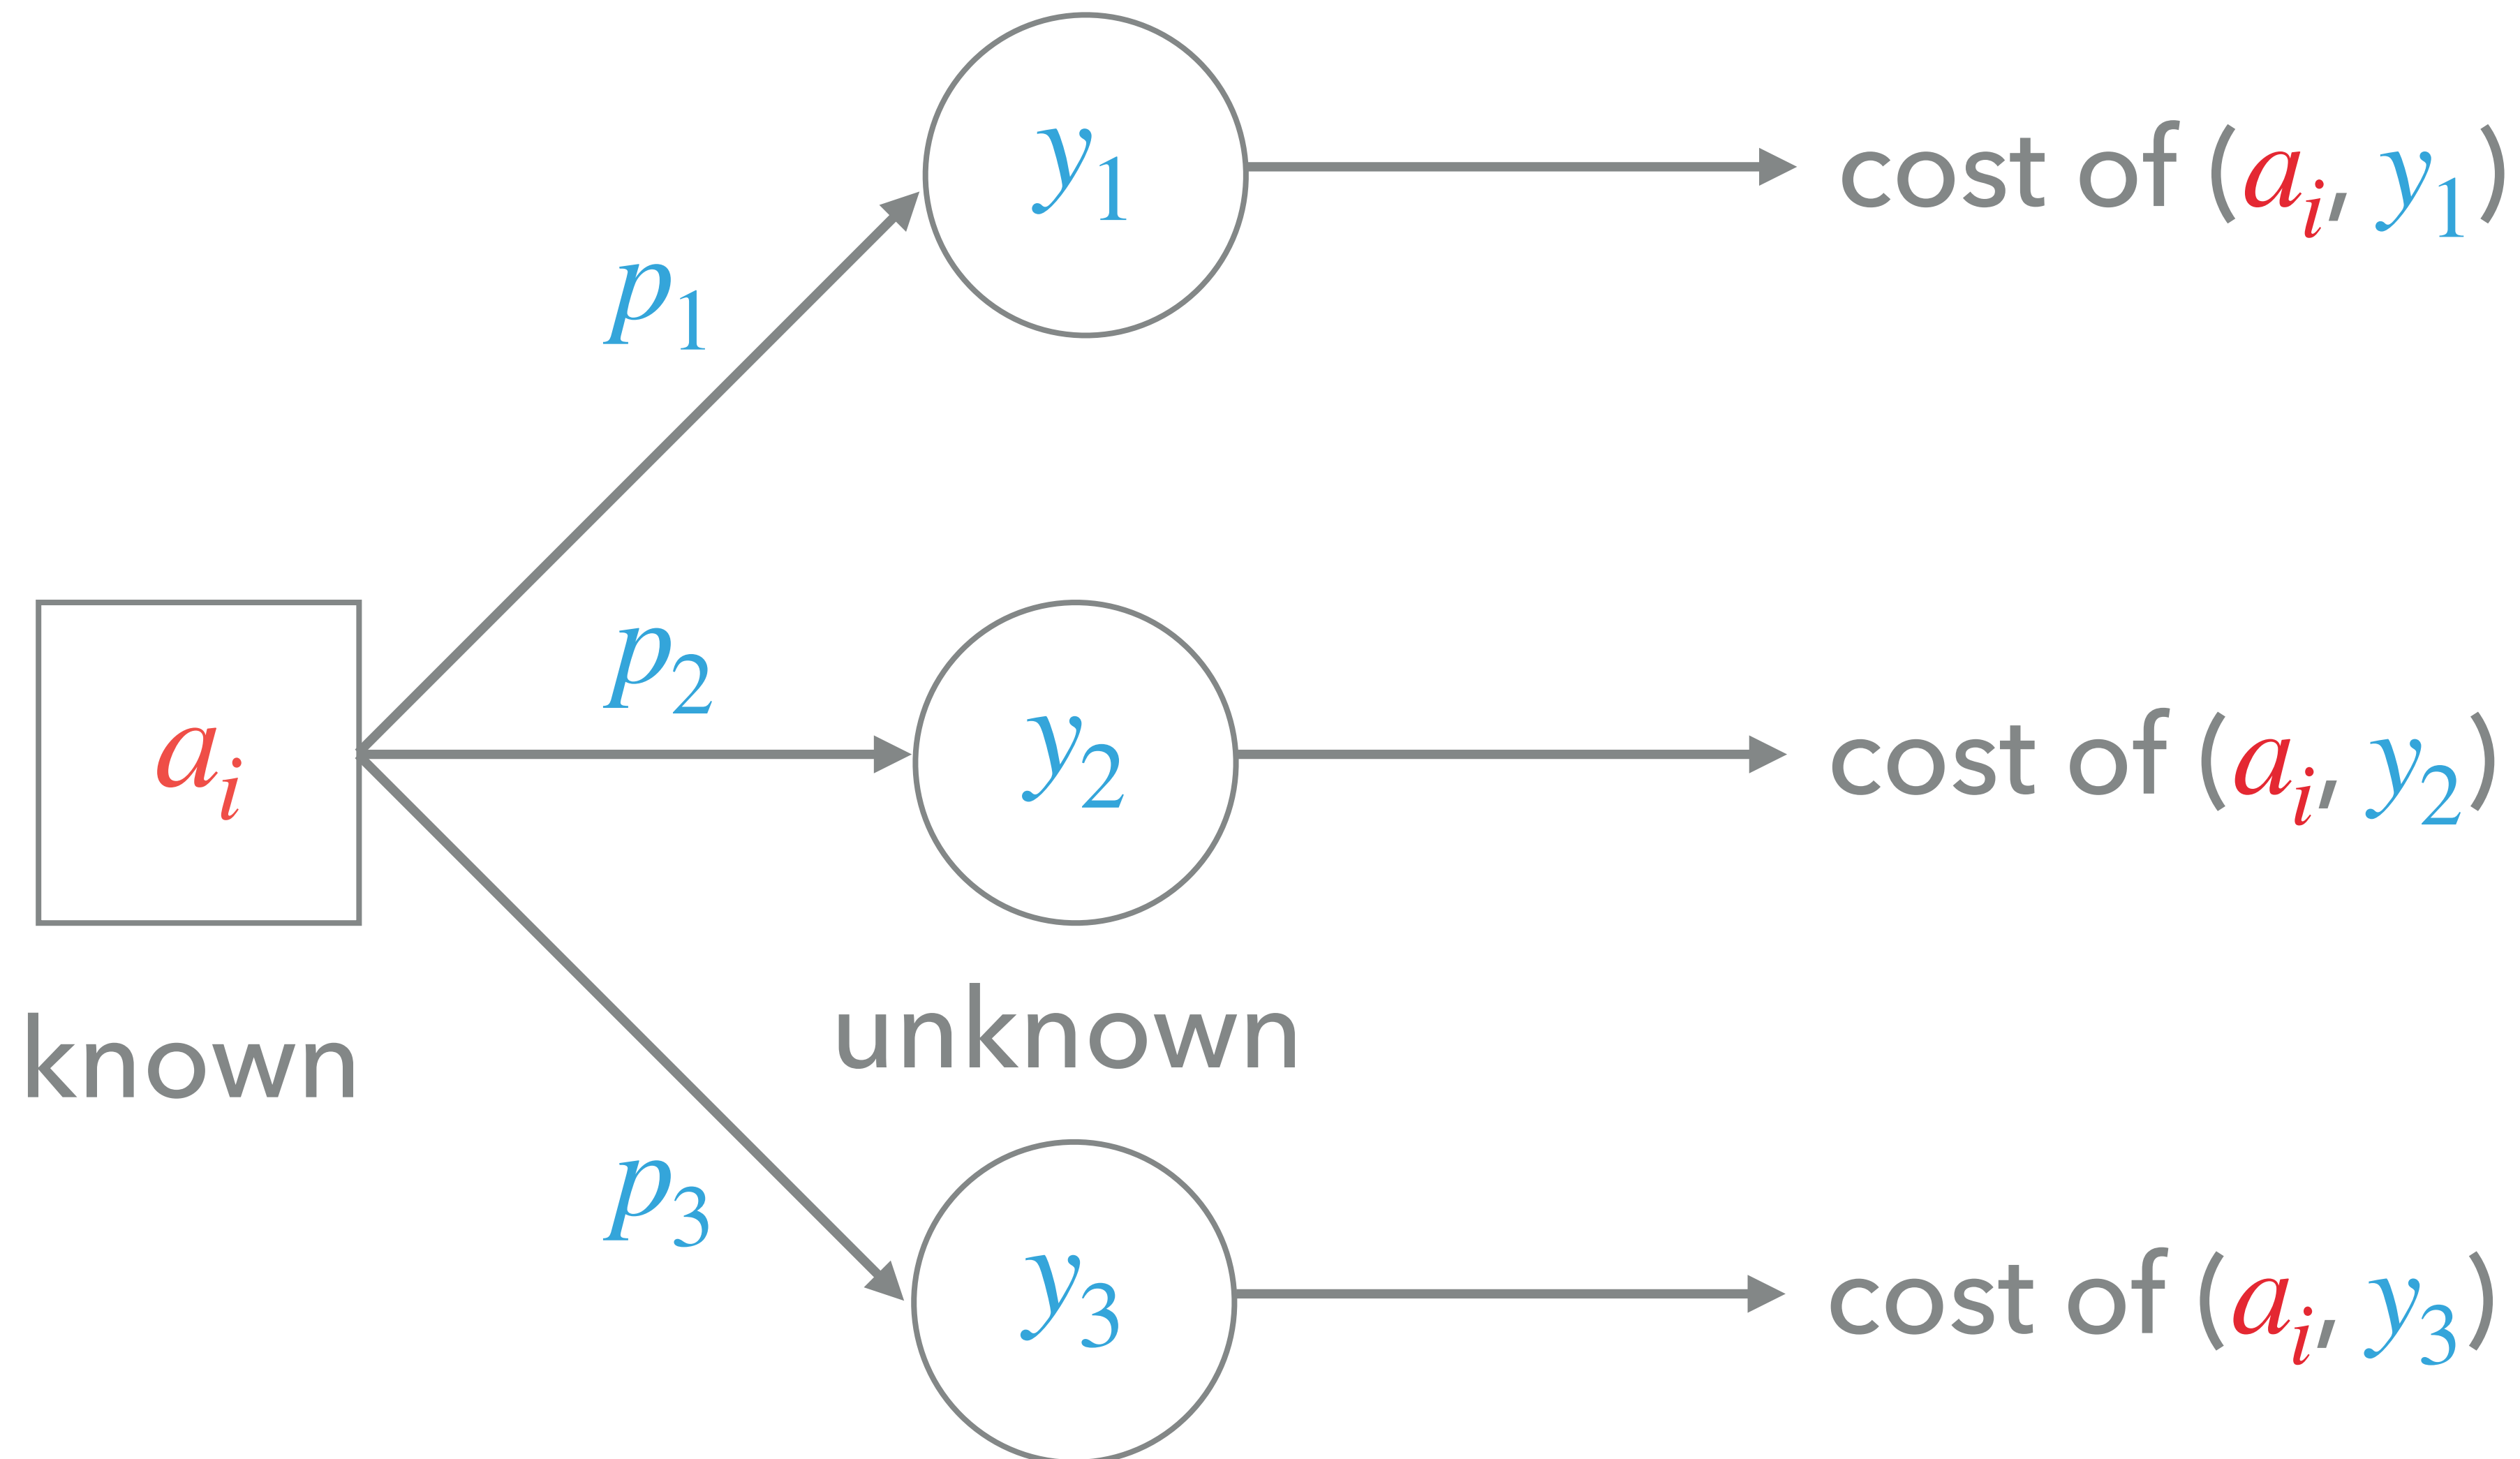 y₁
cost of (aᵢ, y₁)
p₁
p₂
aᵢ
y₂
cost of (aᵢ, y₂)
known
unknown
p₃
y₃
cost of (aᵢ, y₃)